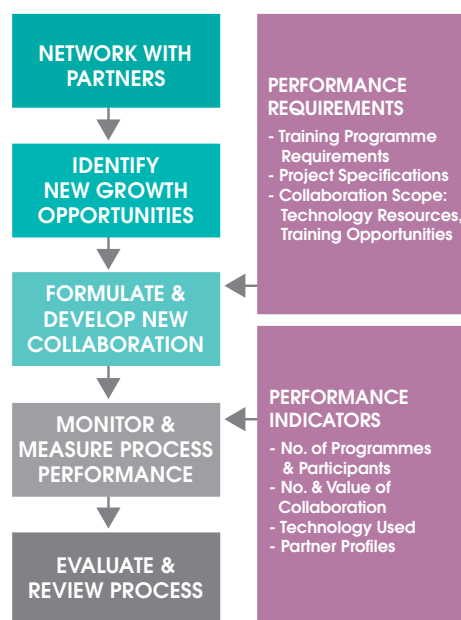 NETWORK WITH
PARTNERS
IDENTIFY
NEW GROWTH
OPPORTUNITIES
FORMULATE &
DEVELOP NEW
COLLABORATION
MONITOR &
MEASURE PROCESS
PERFORMANCE
EVALUATE &
REVIEW PROCESS
PERFORMANCE
REQUIREMENTS
- Training Programme
Requirements
- Project Specifications
- Collaboration Scope:
Technology Resources,
Training Opportunities
PERFORMANCE
INDICATORS
- No. of Programmes
& Participants
- No. & Value of
Collaboration
- Technology Used
- Partner Profiles